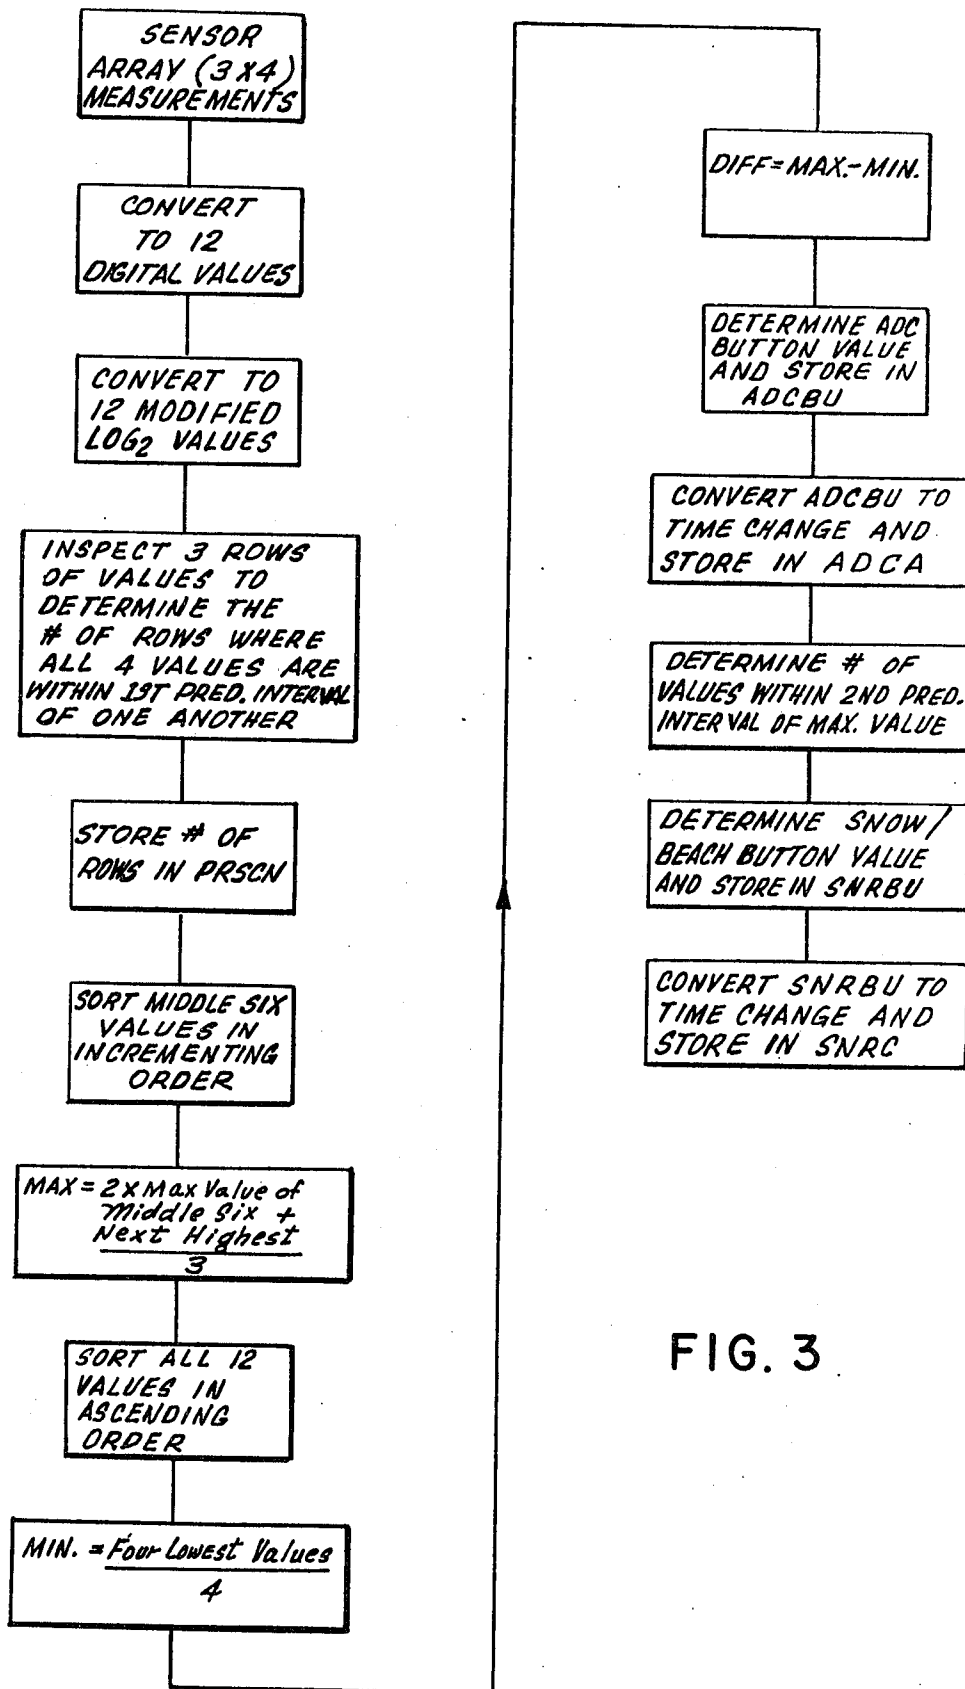 SENSOR
ARRAY (3 X 4)
MEASUREMENTS
CONVERT
TO 12
DIGITAL VALUES
CONVERT TO
12 MODIFIED
LOG2 VALUES
INSPECT 3 ROWS
OF VALUES TO
DETERMINE THE
# OF ROWS WHERE
ALL 4 VALUES ARE
WITHIN 1ST PRED. INTERVAL
OF ONE ANOTHER
STORE # OF
ROWS IN PRSCN
SORT MIDDLE SIX
VALUES IN
INCREMENTING
ORDER
MAX = 2 x Max Value of
Middle Six +
Next Highest
3
SORT ALL 12
VALUES IN
ASCENDING
ORDER
MIN. = Four Lowest Values
4
DIFF = MAX. - MIN.
DETERMINE ADC
BUTTON VALUE
AND STORE IN
ADCBU
CONVERT ADCBU TO
TIME CHANGE AND
STORE IN ADCA
DETERMINE # OF
VALUES WITHIN 2ND PRED.
INTERVAL OF MAX. VALUE
DETERMINE SNOW/
BEACH BUTTON VALUE
AND STORE IN SNRBU
CONVERT SNRBU TO
TIME CHANGE AND
STORE IN SNRC
FIG. 3